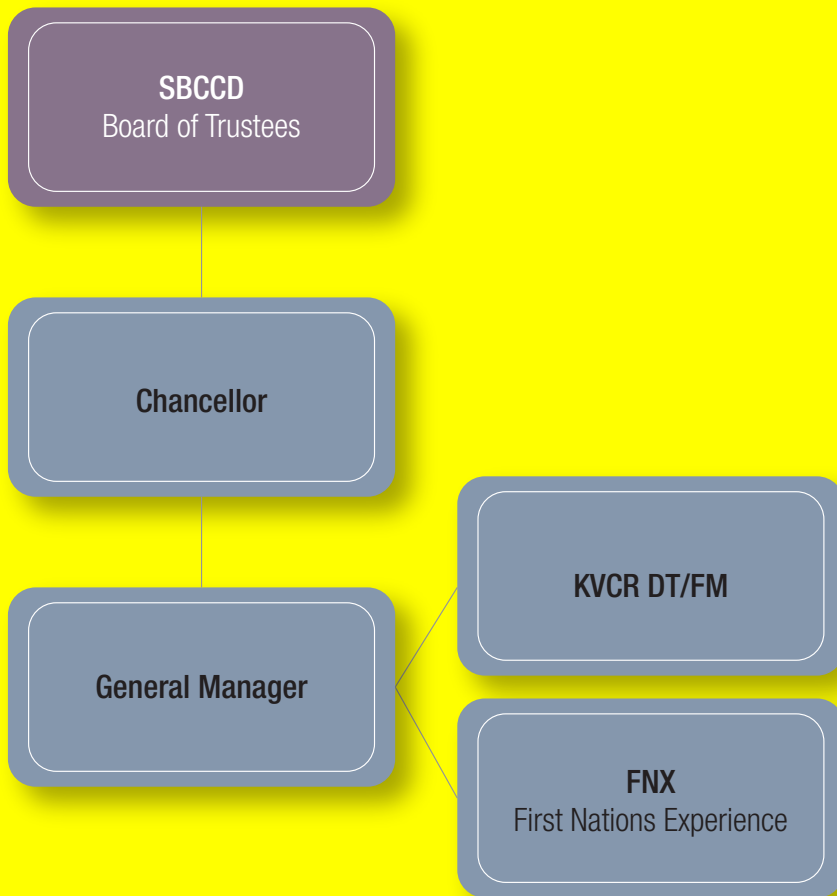 SBCCD
Board of Trustees
Chancellor
General Manager
KVCR DT/FM
FNX
First Nations Experience